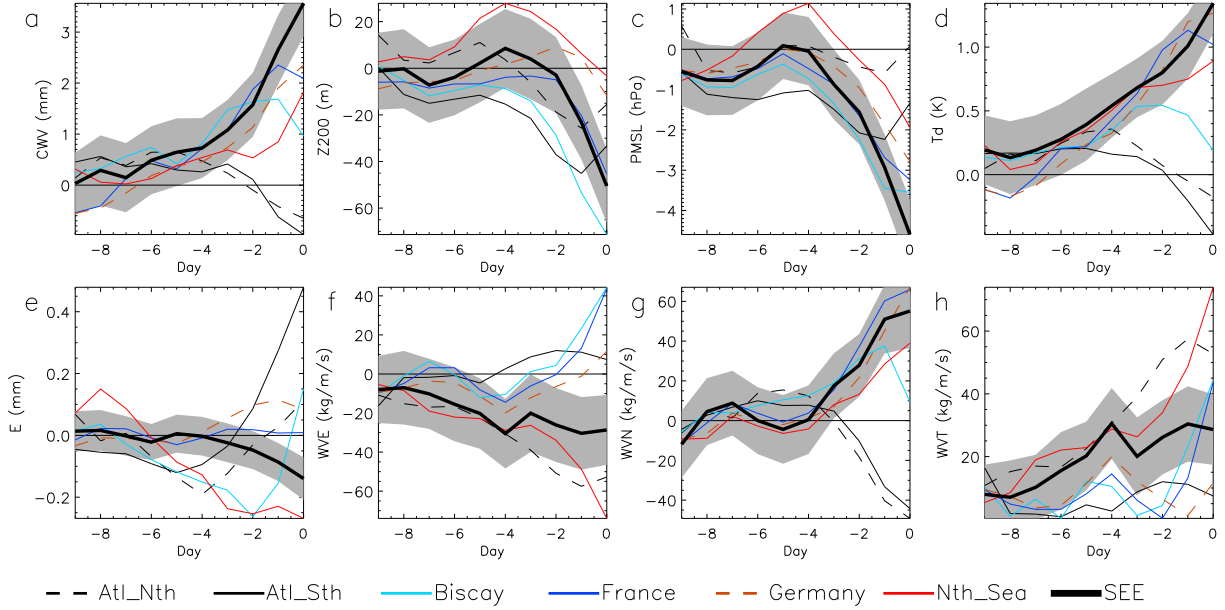 a
b
c
d
CWV (mm)
3
2
1
0
Z200 (m)
20
0
−20
−40
−60
PMSL (hPa)
1
0
−1
−2
−3
−4
Td (K)
1.0
0.5
0.0
−8 −6 −4 −2 0
−8 −6 −4 −2 0
−8 −6 −4 −2 0
−8 −6 −4 −2 0
Day
Day
Day
Day
e
f
g
h
E (mm)
0.4
0.2
0.0
−0.2
WE (kg/m/s)
40
20
0
−20
−40
−60
WVN (kg/m/s)
60
40
20
0
−20
−40
WVT (kg/m/s)
60
40
20
−8 −6 −4 −2 0
−8 −6 −4 −2 0
−8 −6 −4 −2 0
−8 −6 −4 −2 0
Day
Day
Day
Day
Atl_Nth Atl_Sth Biscay France Germany Nth_Sea SEE